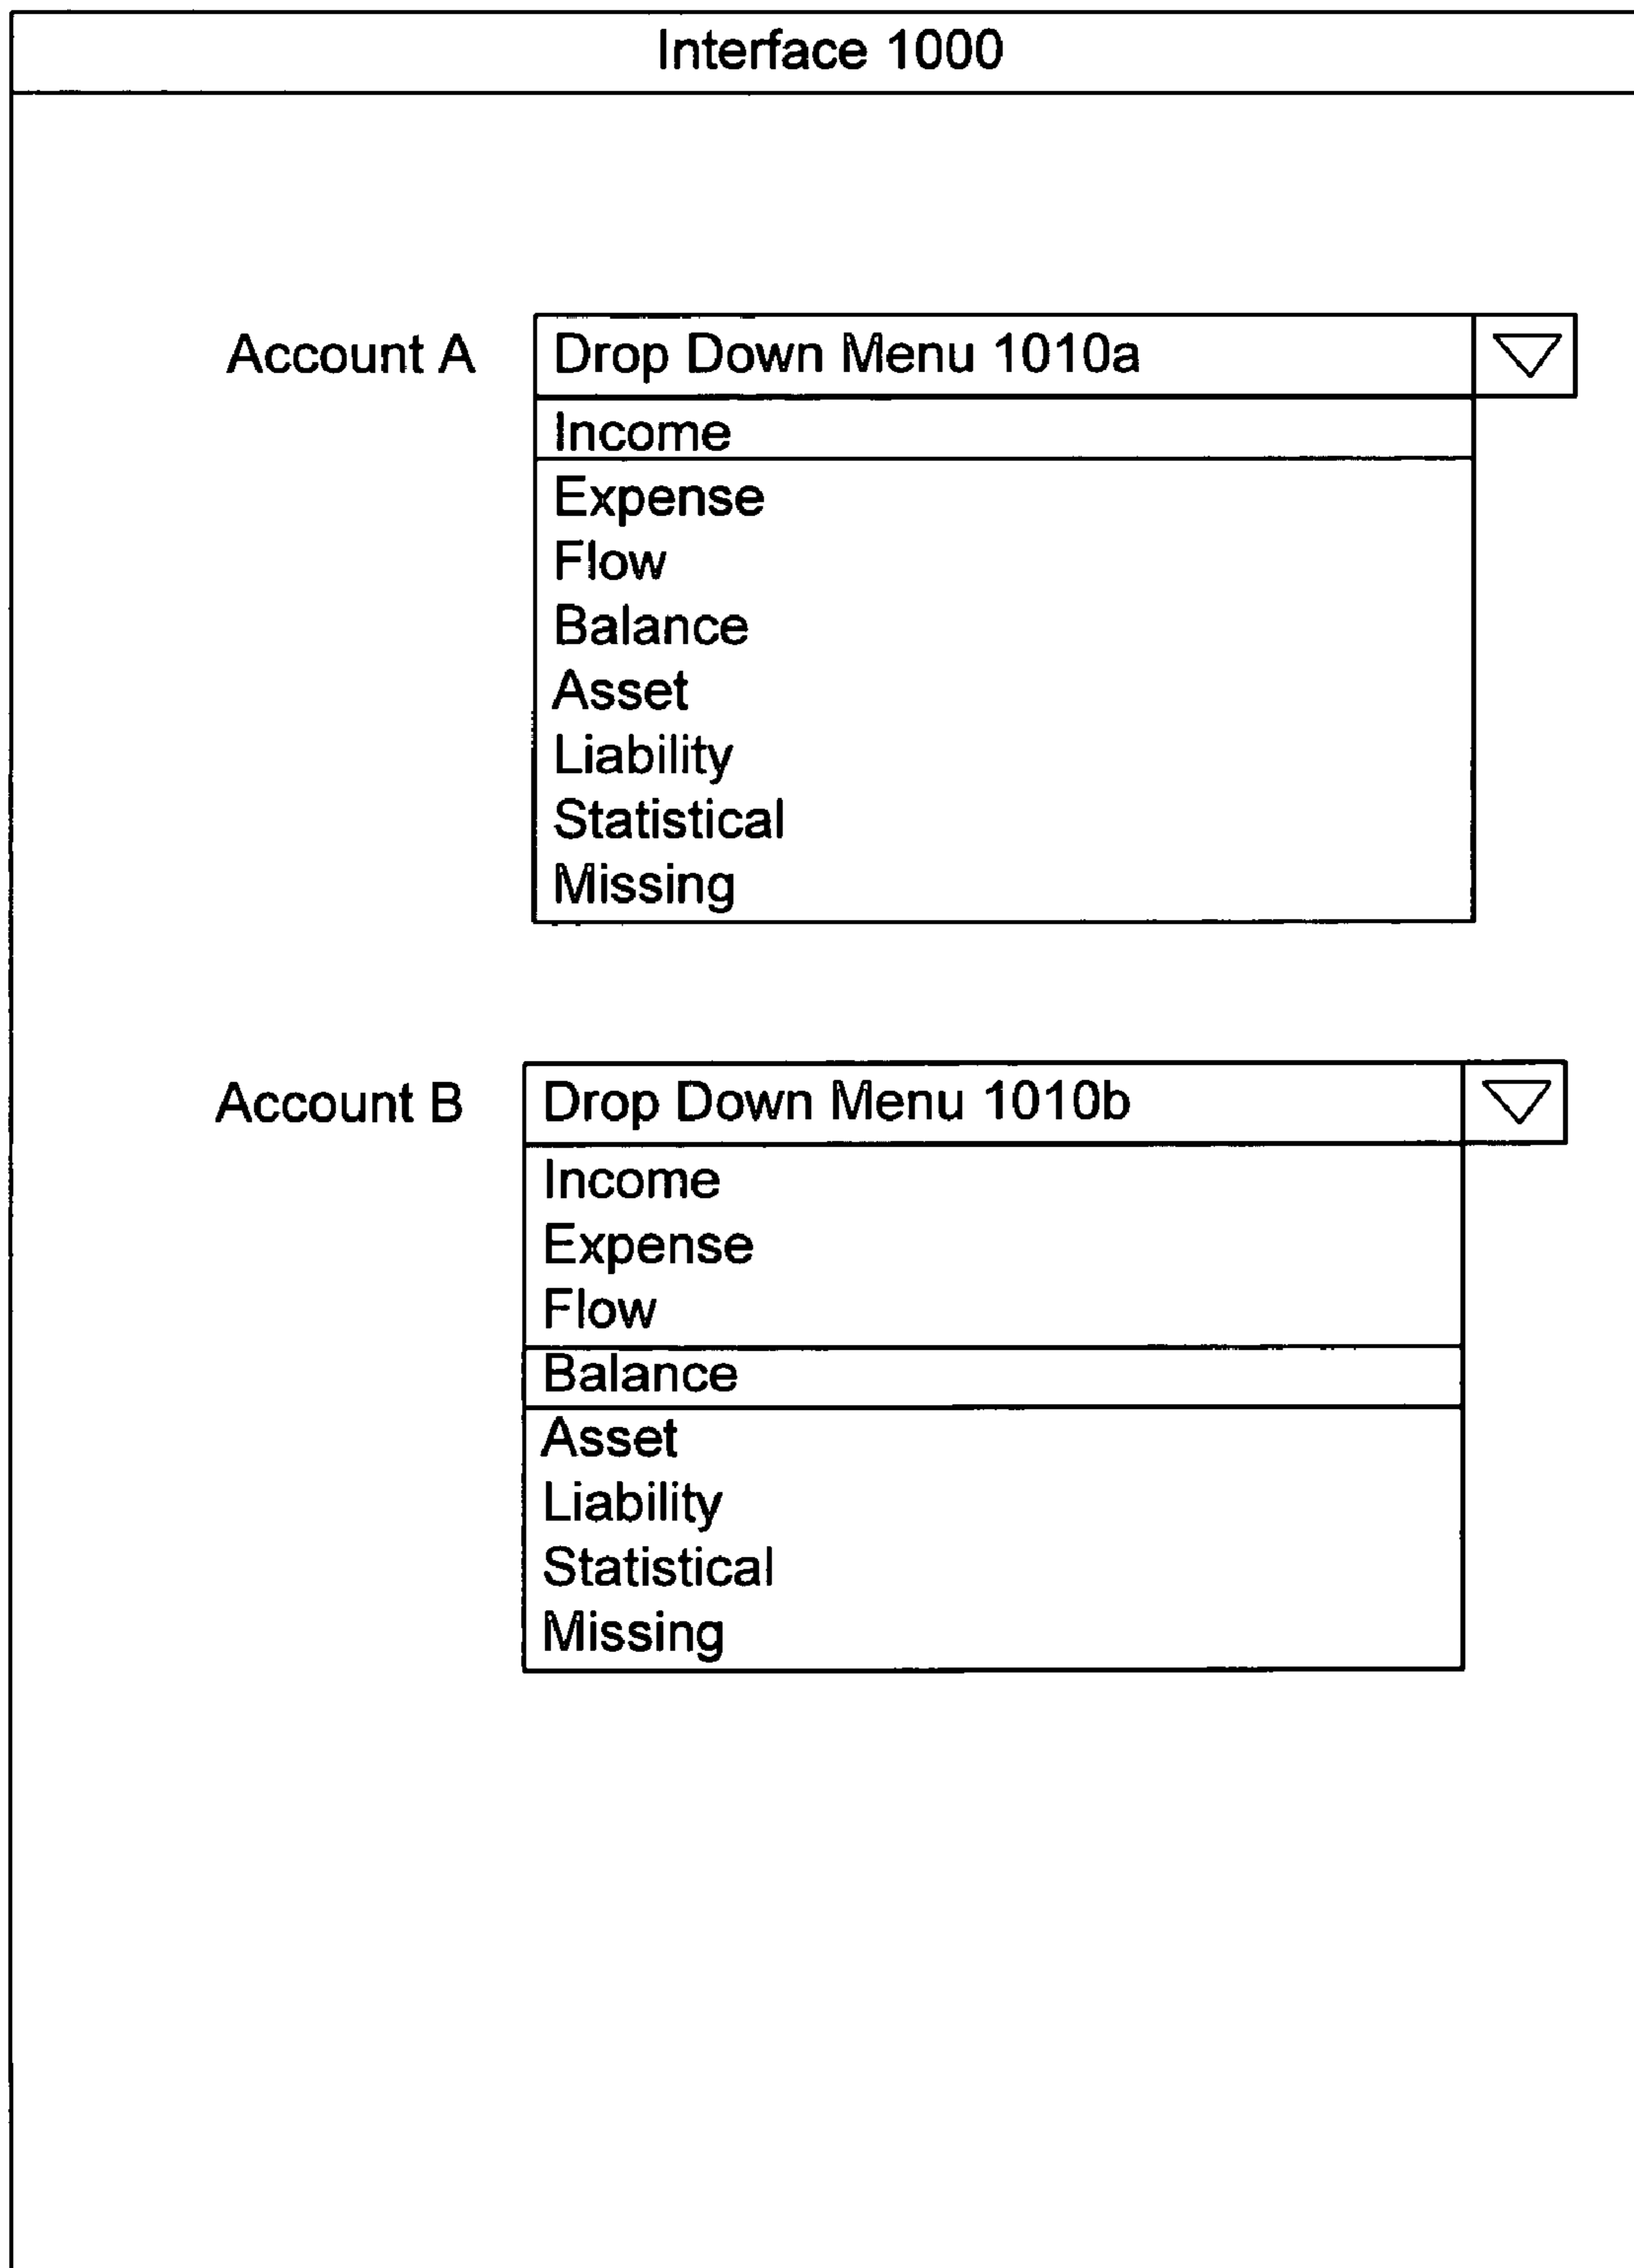 Interface 1000
Account A
Drop Down Menu 1010a
Income
Expense
Flow
Balance
Asset
Liability
Statistical
Missing
Account B
Drop Down Menu 1010b
Income
Expense
Flow
Balance
Asset
Liability
Statistical
Missing